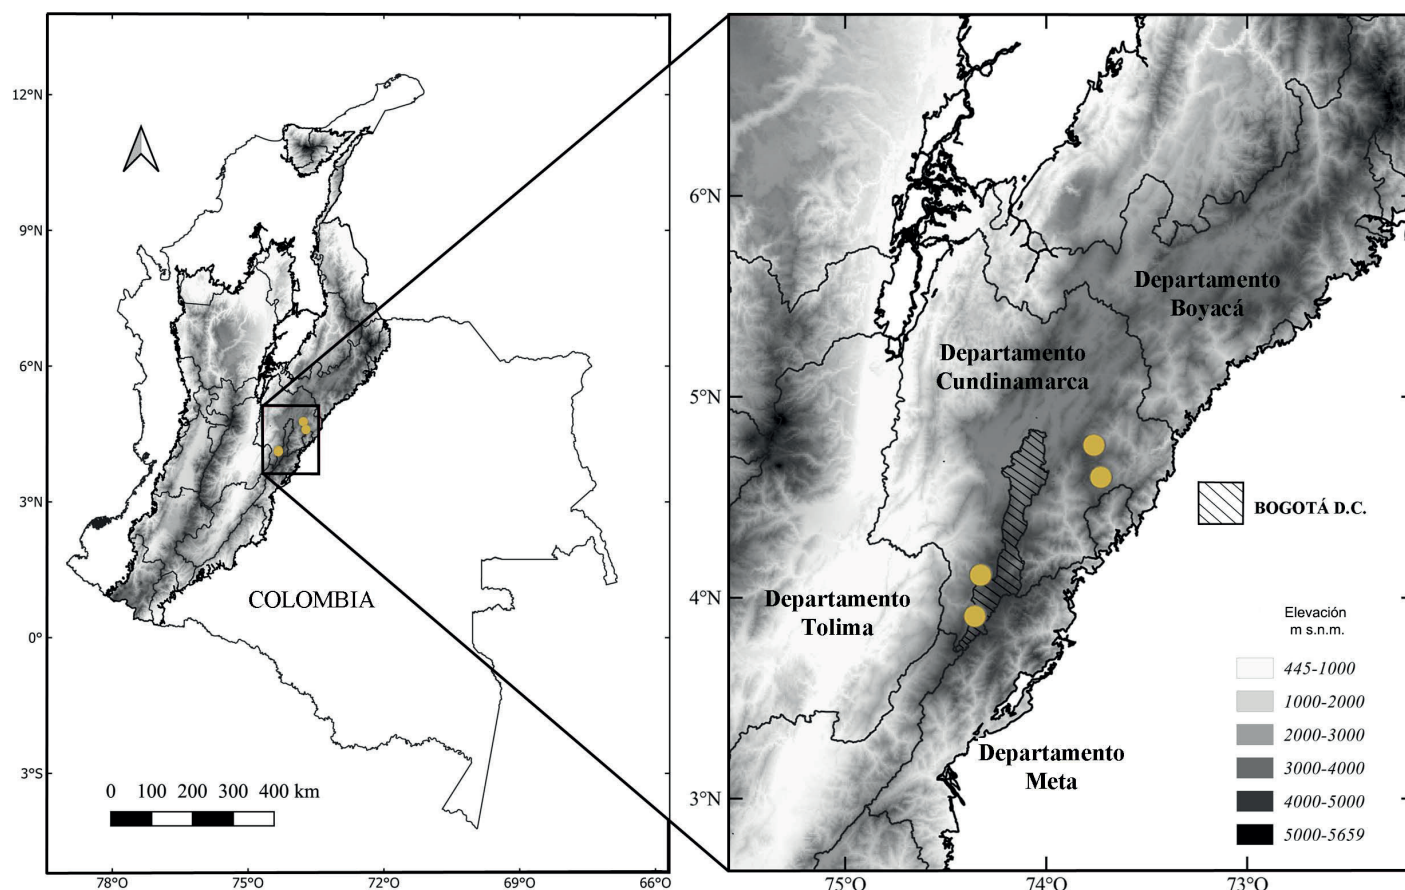 12°N
9°N
6°N
3°N
0°
3°S
78°O
75°O
72°O
69°O
66°O
COLOMBIA
0 100 200 300 400 km
6°N
5°N
4°N
3°N
75°O
74°O
73°O
Departamento
Boyacá
Departamento
Cundinamarca
Departamento
Tolima
Departamento
Meta
BOGOTÁ D.C.
Elevación
m s.n.m.
445-1000
1000-2000
2000-3000
3000-4000
4000-5000
5000-5659